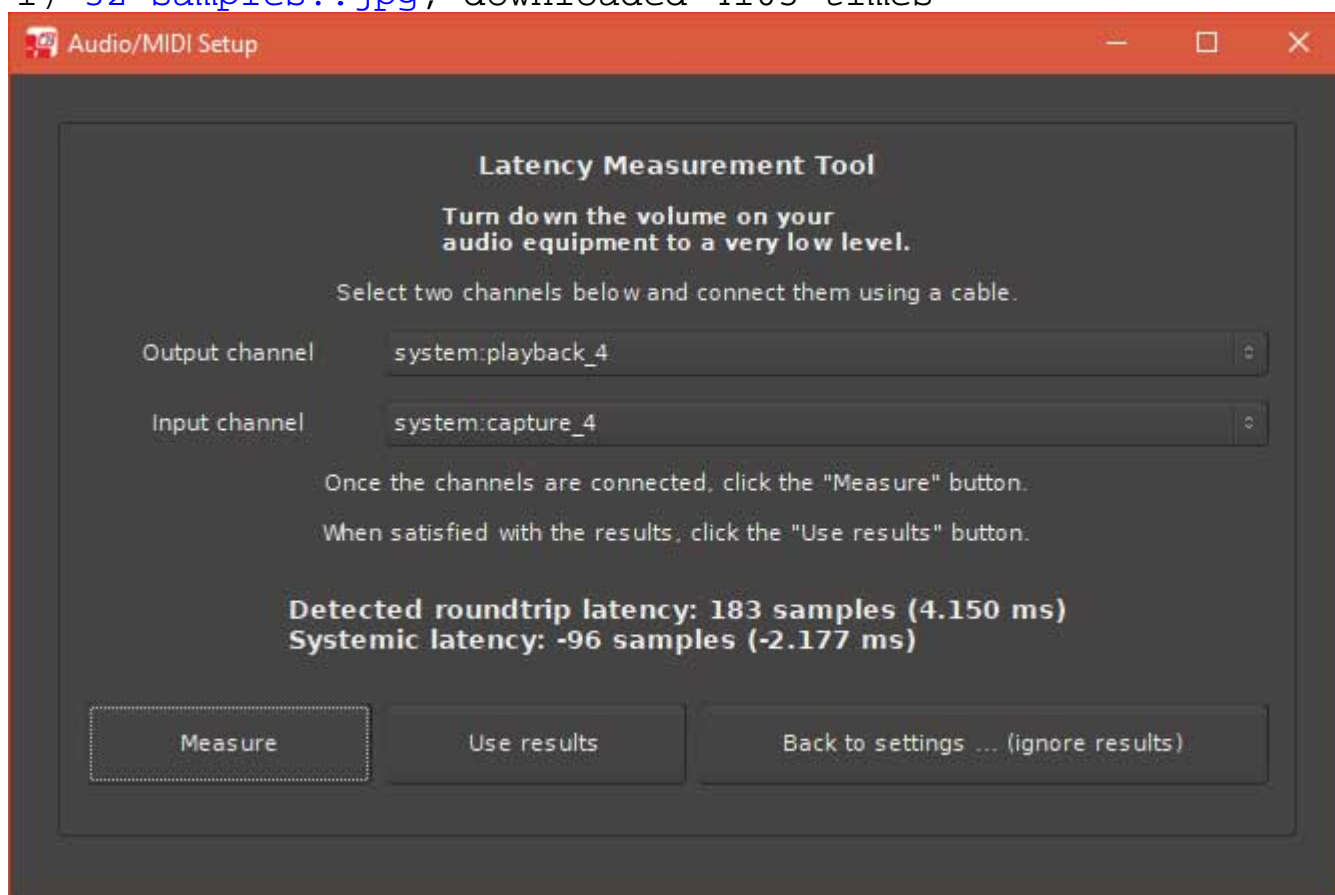 samples..jpg, downloaded times
Audio/MIDI Setup
Latency Measurement Tool
Turn down the volume on your
audio equipment to a very low level.
Select two channels below and connect them using a cable.
Output channel system:playback_4
Input channel system:capture_4
Once the channels are connected, click the "Measure" button.
When satisfied with the results, click the "Use results" button.
Detected roundtrip latency: 183 samples (4.150 ms)
Systemic latency: -96 samples (-2.177 ms)
Measure Use results Back to settings ... (ignore results)